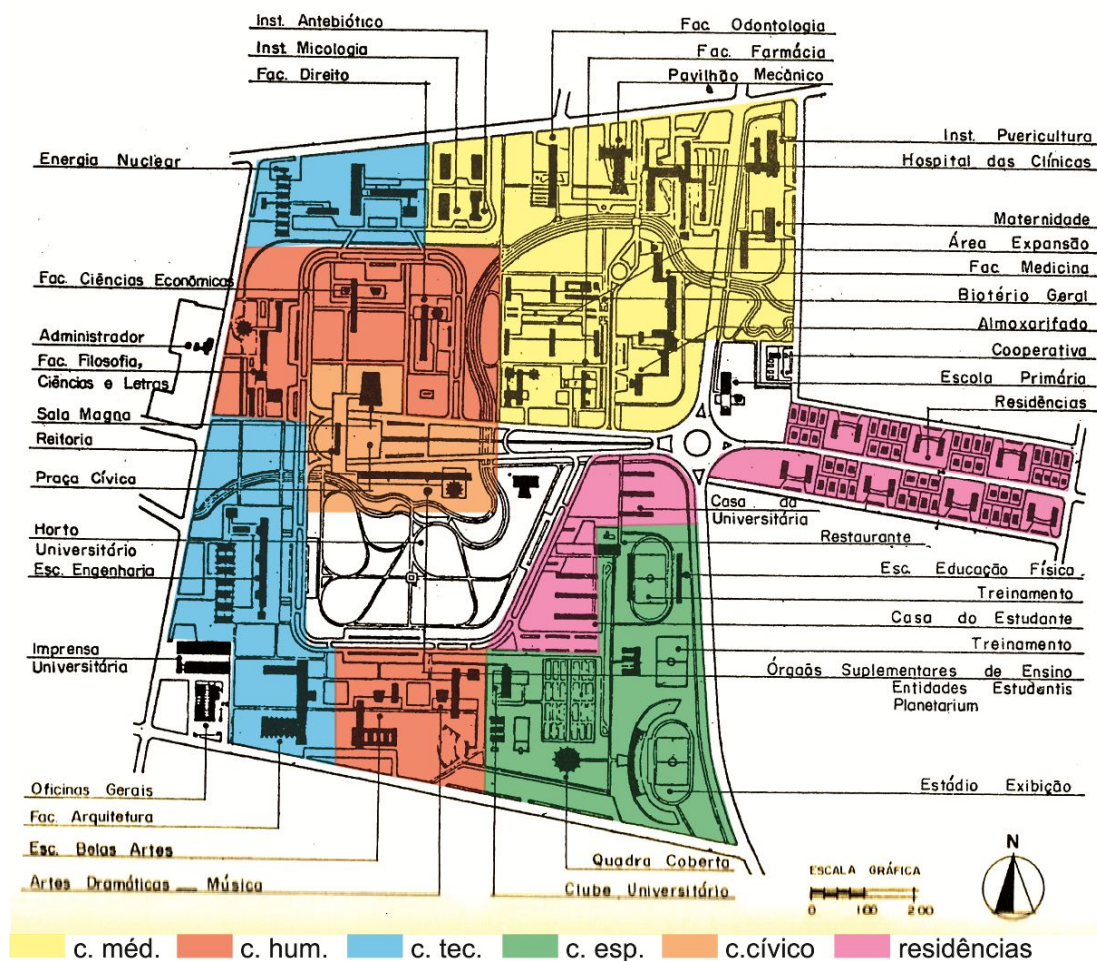 Inst. Antebiótico
Inst. Micologia
Fac. Direito
Fac. Odontologia
Fac. Farmácia
Pavilhão Mecânico
Energia Nuclear
Fac. Ciências Econômicas
Administrador
Fac. Filosofia,
Ciências e Letras
Sala Magna
Reitoria
Praça Cívica
Horto
Universitário
Esc. Engenharia
Imprensa
Universitária
Oficinas Gerais
Fac. Arquitetura
Esc. Belas Artes
Artes Dramáticas __ Música
Inst. Puericultura
Hospital das Clínicas
Maternidade
Área Expansão
Fac. Medicina
Biotério Geral
Almoxarifado
Cooperativa
Escola Primária
Residências
Casa da
Universitária
Restaurante
Esc. Educação Física
Treinamento
Casa do Estudante
Treinamento
Órgaõs Suplementares de Ensino
Entidades Estudantis
Planetarium
Estádio Exibição
Quadra Coberta
Clube Universitário
ESCALA GRÁFICA
0 100 200
N
c. méd. c. hum. c. tec. c. esp. c.cívico residências